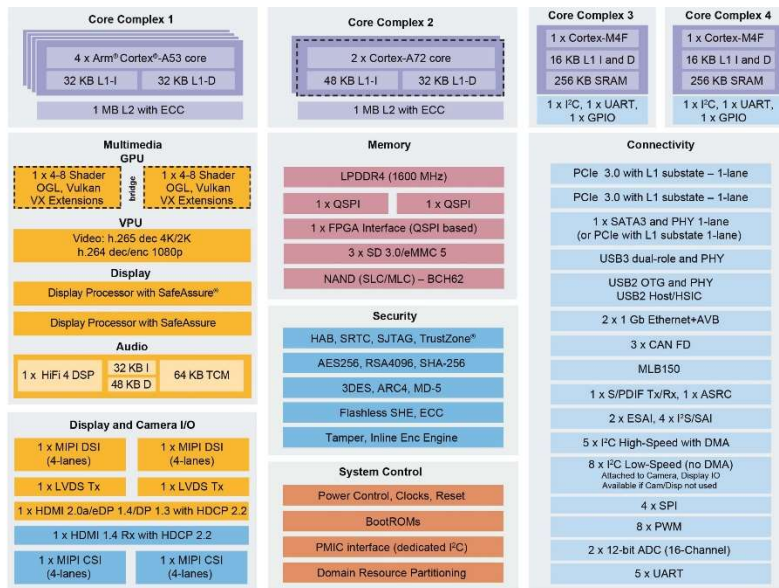 Core Complex 1
4 x Arm® Cortex®-A53 core
32 KB L1-I
32 KB L1-D
1 MB L2 with ECC
Core Complex 2
2 x Cortex-A72 core
48 KB L1-I
32 KB L1-D
1 MB L2 with ECC
Core Complex 3
1 x Cortex-M4F
16 KB L1 I and D
256 KB SRAM
1 x I²C, 1 x UART,
1 x GPIO
Core Complex 4
1 x Cortex-M4F
16 KB L1 I and D
256 KB SRAM
1 x I²C, 1 x UART,
1 x GPIO
Multimedia
GPU
1 x 4-8 Shader
OGL, Vulkan
VX Extensions
bridge
1 x 4-8 Shader
OGL, Vulkan
VX Extensions
VPU
Video: h.265 dec 4K/2K
h.264 dec/enc 1080p
Display
Display Processor with SafeAssure®
Display Processor with SafeAssure
Audio
1 x HiFi 4 DSP
32 KB I
48 KB D
64 KB TCM
Display and Camera I/O
1 x MIPI DSI
(4-lanes)
1 x MIPI DSI
(4-lanes)
1 x LVDS Tx
1 x LVDS Tx
1 x HDMI 2.0a/eDP 1.4/DP 1.3 with HDCP 2.2
1 x HDMI 1.4 Rx with HDCP 2.2
1 x MIPI CSI
(4-lanes)
1 x MIPI CSI
(4-lanes)
Memory
LPDDR4 (1600 MHz)
1 x QSPI
1 x QSPI
1 x FPGA Interface (QSPI based)
3 x SD 3.0/eMMC 5
NAND (SLC/MLC) – BCH62
Security
HAB, SRTC, SJTAG, TrustZone®
AES256, RSA4096, SHA-256
3DES, ARC4, MD-5
Flashless SHE, ECC
Tamper, Inline Enc Engine
System Control
Power Control, Clocks, Reset
BootROMs
PMIC interface (dedicated I²C)
Domain Resource Partitioning
Connectivity
PCIe 3.0 with L1 substate – 1-lane
PCIe 3.0 with L1 substate – 1-lane
1 x SATA3 and PHY 1-lane
(or PCIe with L1 substate 1-lane)
USB3 dual-role and PHY
USB2 OTG and PHY
USB2 Host/HSIC
2 x 1 Gb Ethernet+AVB
3 x CAN FD
MLB150
1 x S/PDIF Tx/Rx, 1 x ASRC
2 x ESAI, 4 x I²S/SAI
5 x I²C High-Speed with DMA
8 x I²C Low-Speed (no DMA)
Attached to Camera, Display IO
Available if Cam/Disp not used
4 x SPI
8 x PWM
2 x 12-bit ADC (16-Channel)
5 x UART